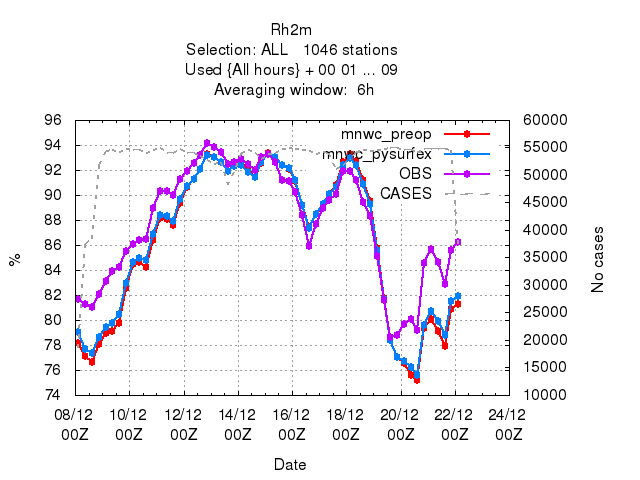 Rh2m
Selection: ALL   1046 stations
Used {All hours} + 00 01 ... 09
Averaging window:  6h
96 60000
94 mnwc_preop 55000
92 mnwc_pysurfex 50000
90 OBS 45000
88 CASES 40000
86 35000
84 30000
82 25000
80 20000
78 15000
76 10000
74
%
No cases
08/12 10/12 12/12 14/12 16/12 18/12 20/12 22/12 24/12
00Z 00Z 00Z 00Z 00Z 00Z 00Z 00Z 00Z
Date